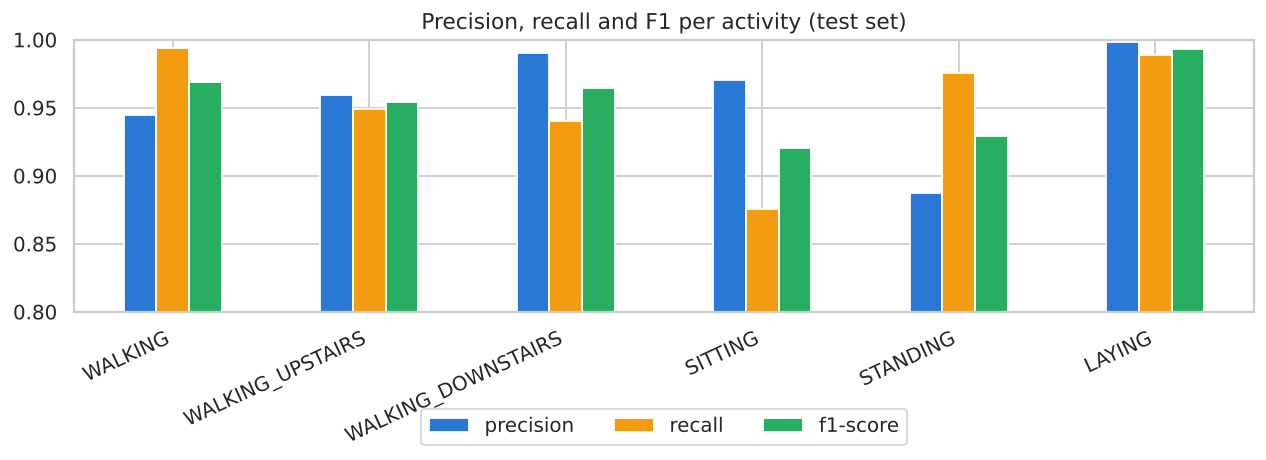 Precision, recall and F1 per activity (test set)
1.00
0.95
0.90
0.85
0.80
WALKING
WALKING_UPSTAIRS
WALKING_DOWNSTAIRS
SITTING
STANDING
LAYING
precision
recall
f1-score